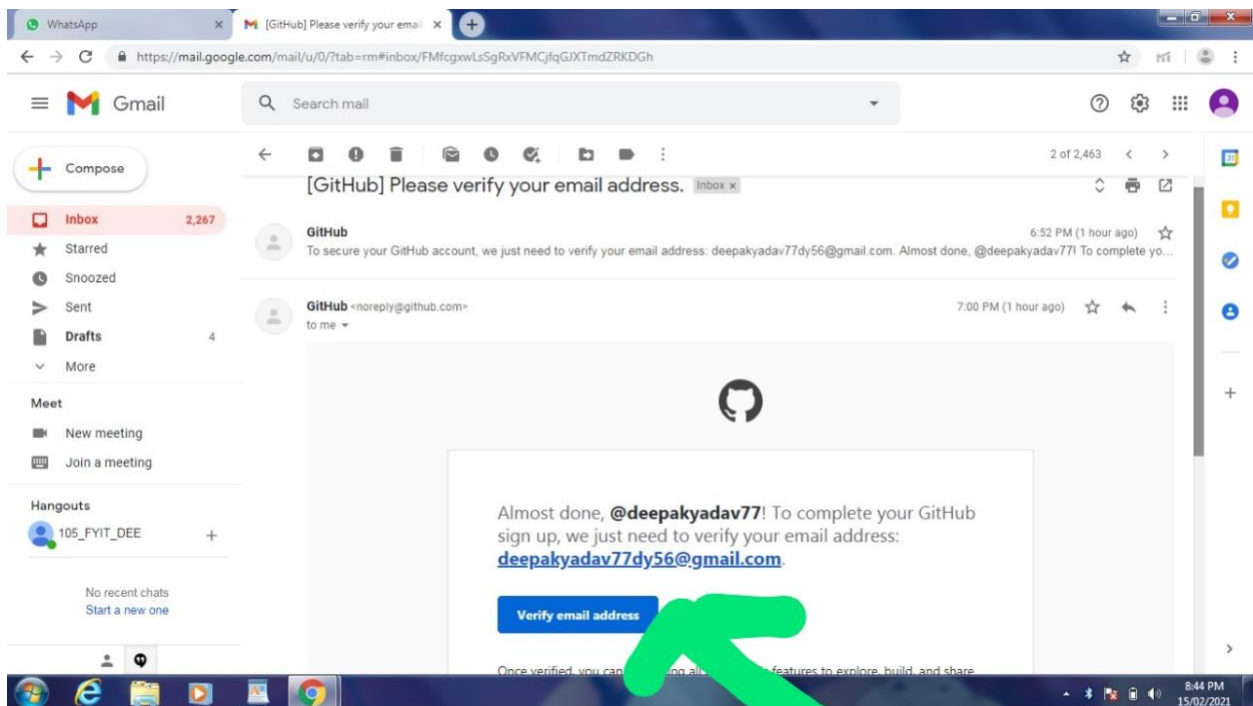 WhatsApp
[GitHub] Please verify your emai
https://mail.google.com/mail/u/0/?tab=rm#inbox/FMfcgxwLsSgRxVFMCjfqGJXTmdZRKDGh
Gmail
Search mail
Compose
2 of 2,463
[GitHub] Please verify your email address. Inbox x
Inbox 2,267
Starred
Snoozed
Sent
Drafts 4
More
GitHub 6:52 PM (1 hour ago)
To secure your GitHub account, we just need to verify your email address: deepakyadav77dy56@gmail.com. Almost done, @deepakyadav77! To complete yo...
GitHub <noreply@github.com> 7:00 PM (1 hour ago)
to me
Meet
New meeting
Join a meeting
Hangouts
105_FYIT_DEE
No recent chats
Start a new one
Almost done, @deepakyadav77! To complete your GitHub
sign up, we just need to verify your email address:
deepakyadav77dy56@gmail.com.
Verify email address
Once verified, you can features to explore, build, and share
8:44 PM
15/02/2021